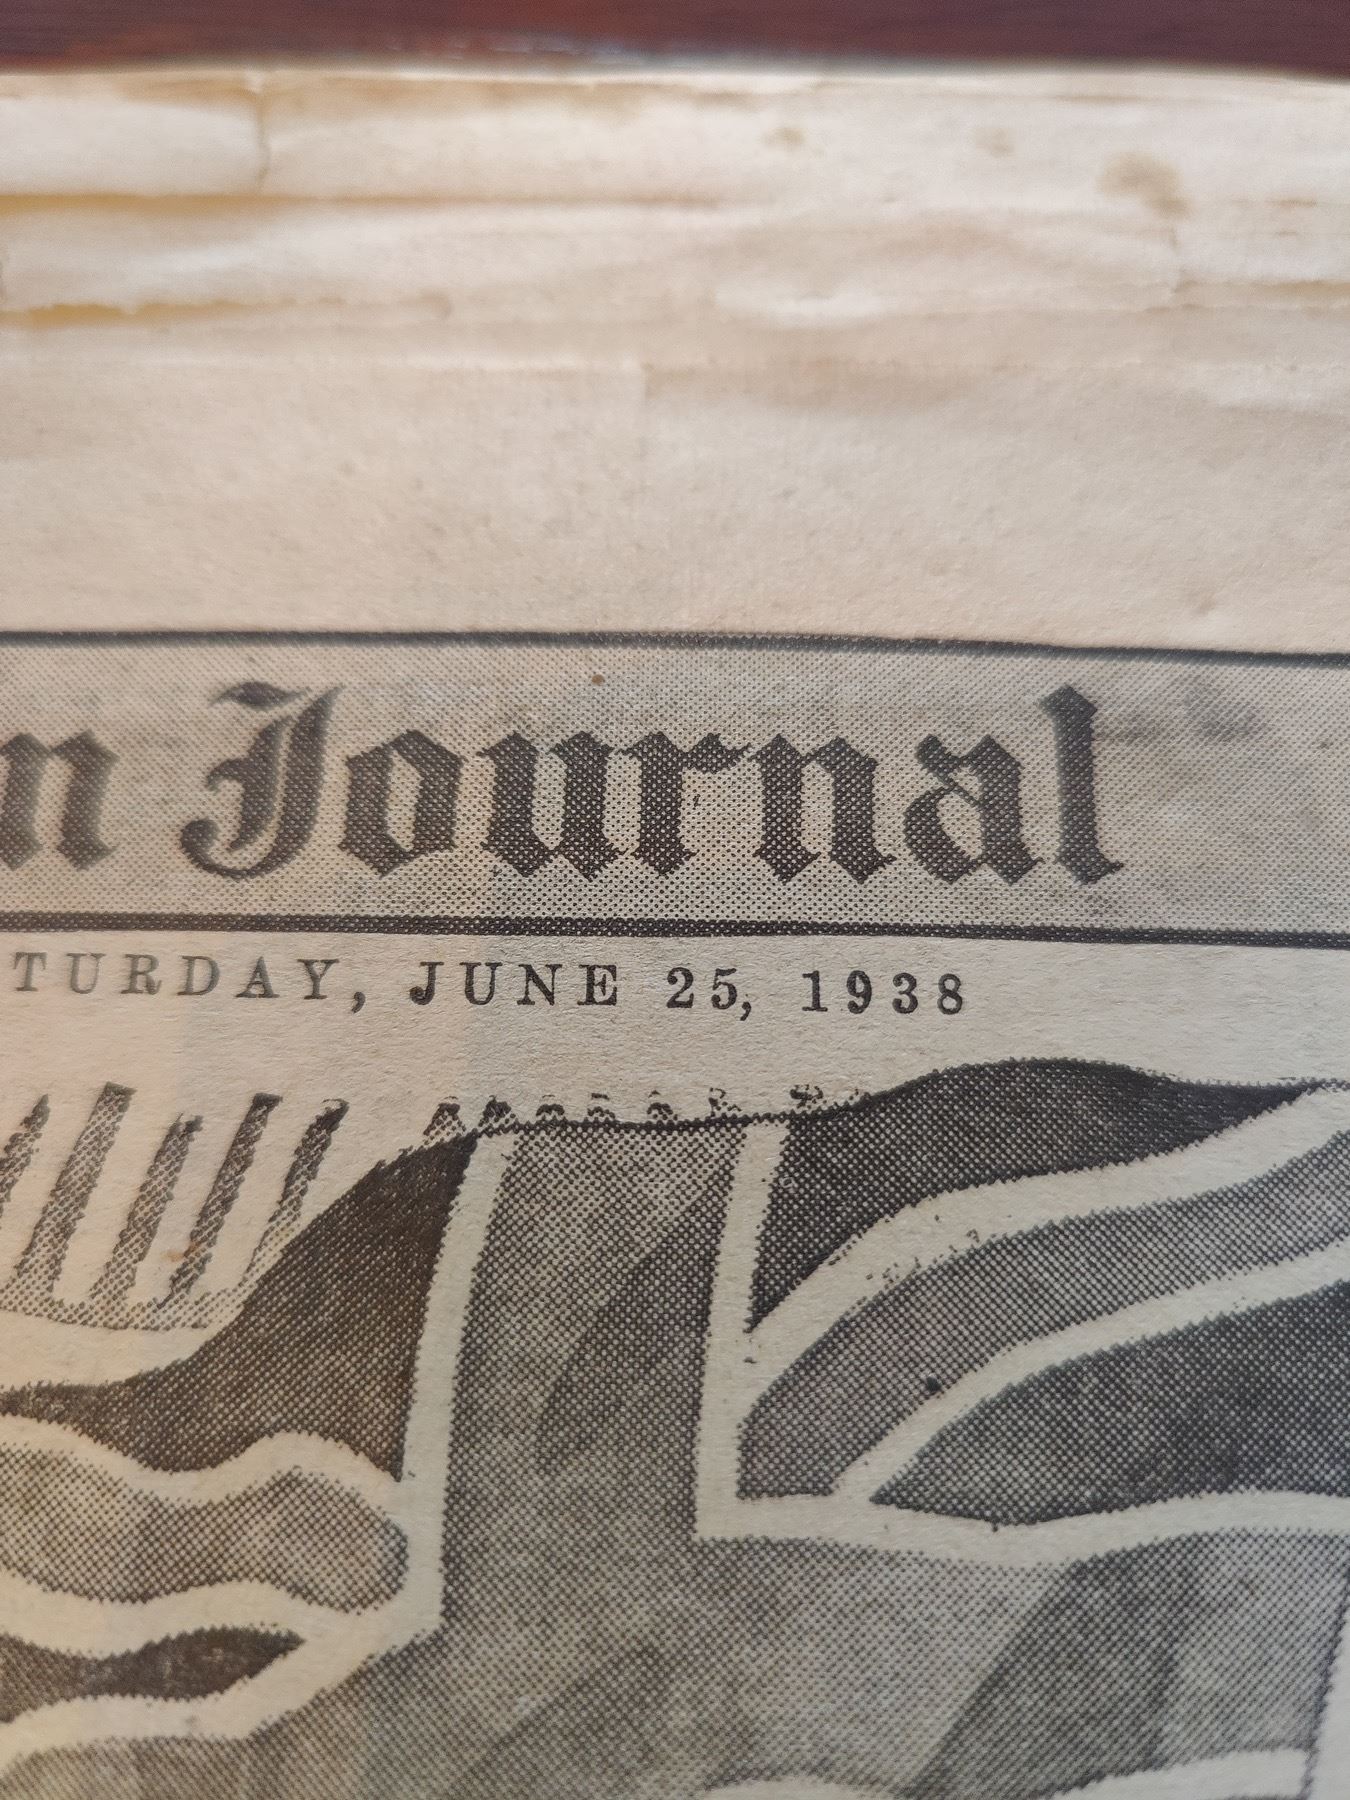 n Journal
TURDAY, JUNE 25, 1938